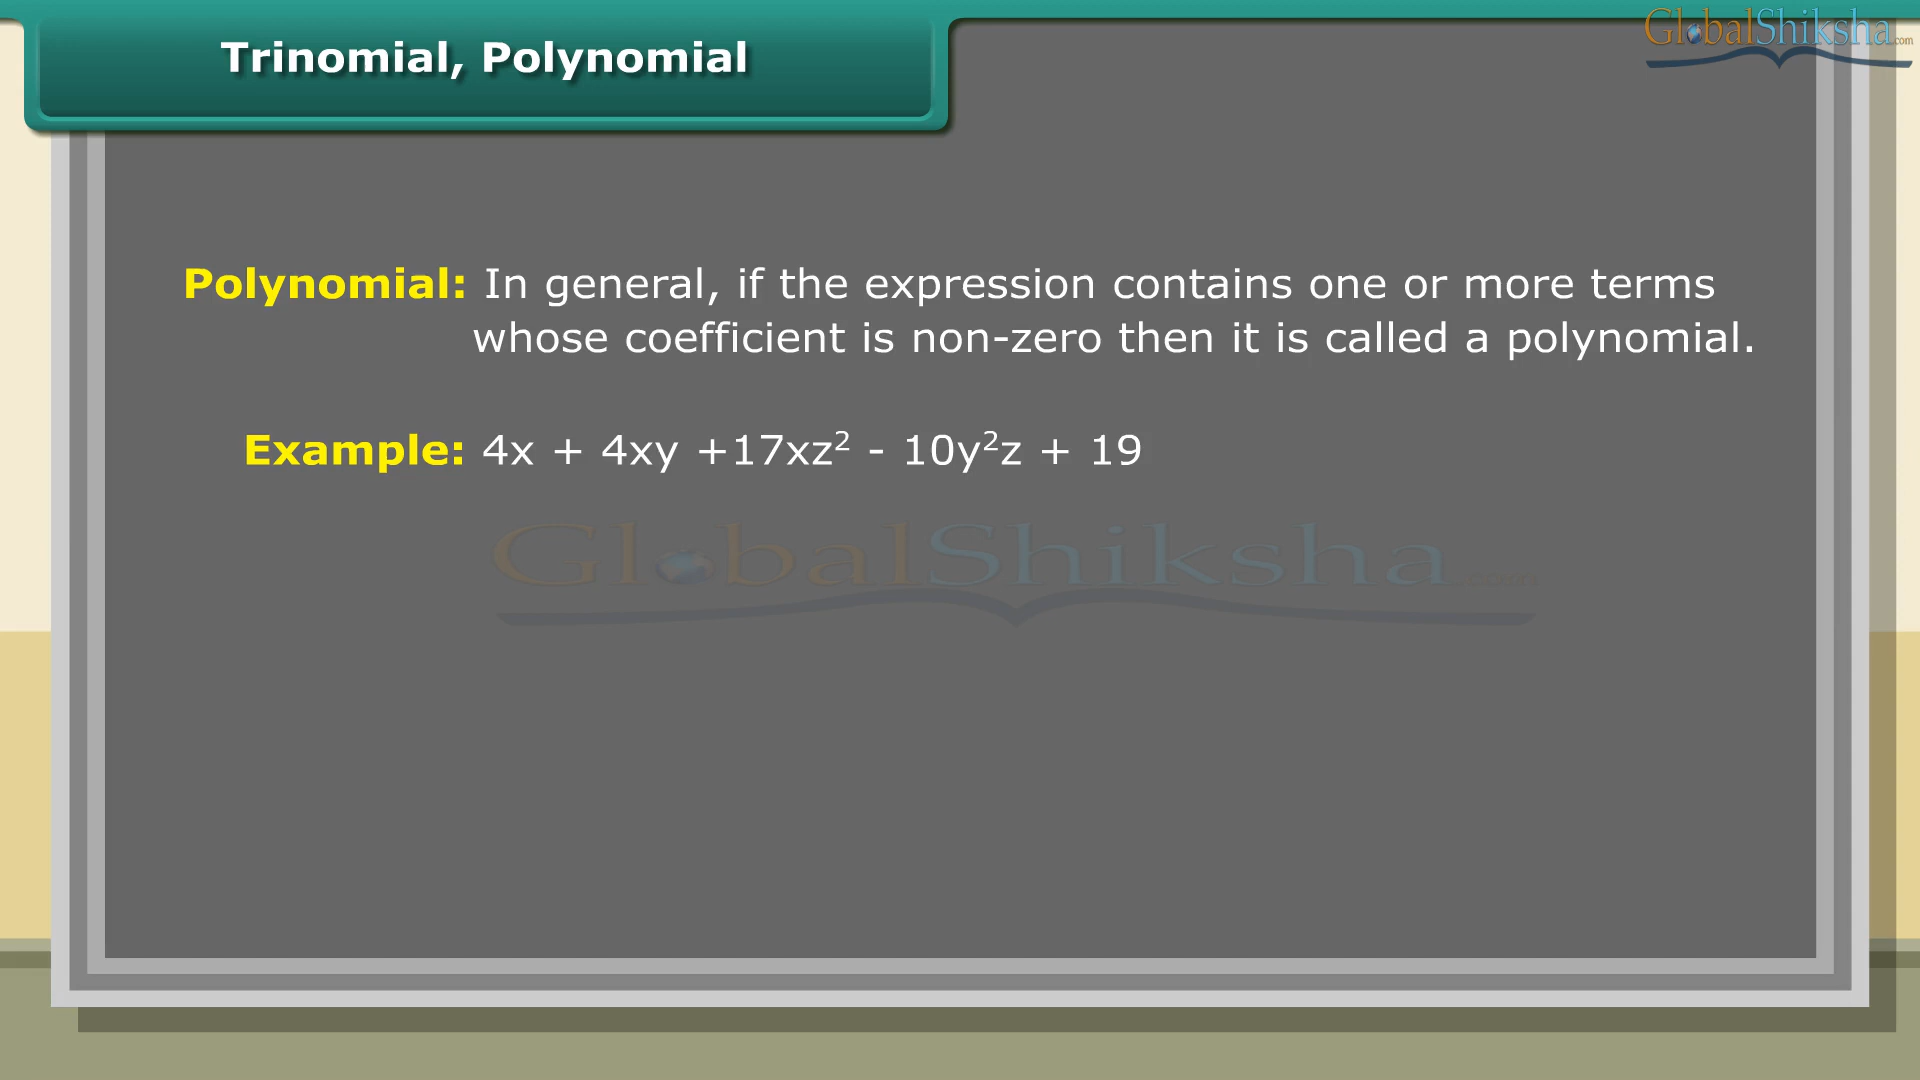 Trinomial, Polynomial
GlobalShiksha.com
Polynomial: In general, if the expression contains one or more terms
whose coefficient is non-zero then it is called a polynomial.
Example: 4x + 4xy +17xz² - 10y²z + 19
GlobalShiksha.com